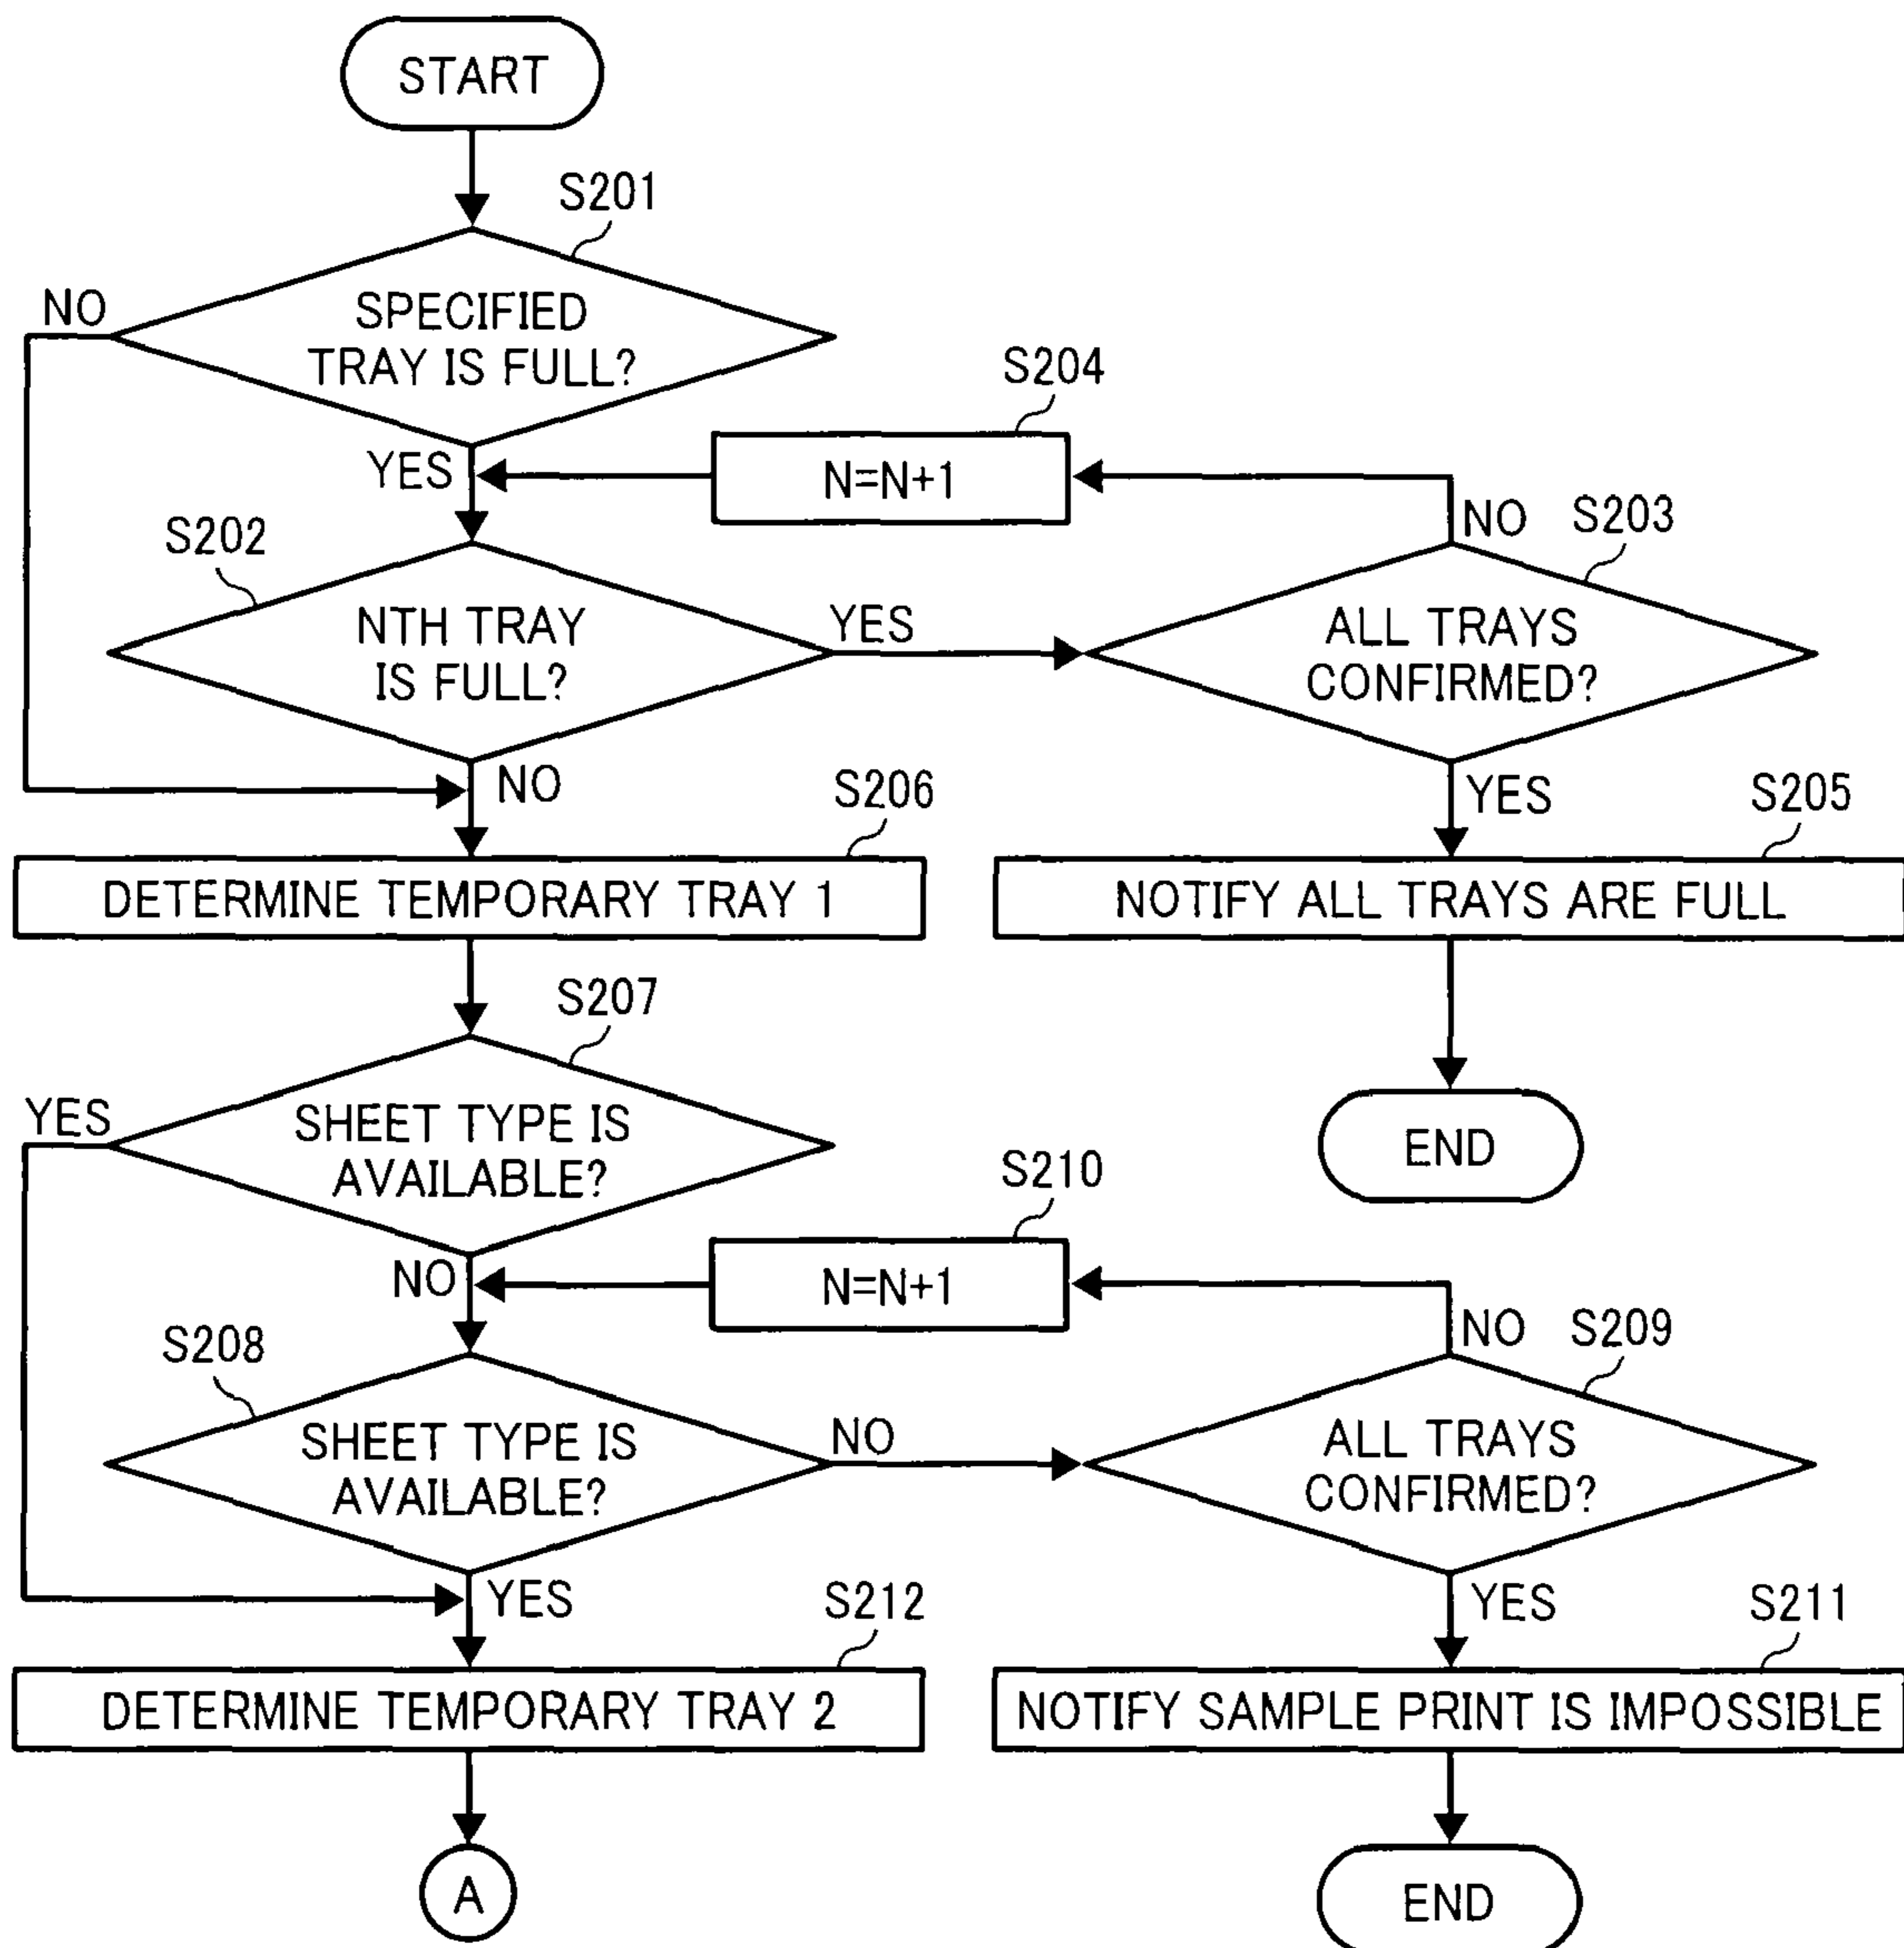 START
S201
NO
SPECIFIED
TRAY IS FULL?
YES
S204
N=N+1
S202
NTH TRAY
IS FULL?
YES
NO
S203
ALL TRAYS
CONFIRMED?
NO
YES
S206
DETERMINE TEMPORARY TRAY 1
S205
NOTIFY ALL TRAYS ARE FULL
END
S207
YES
SHEET TYPE IS
AVAILABLE?
NO
S210
N=N+1
S208
SHEET TYPE IS
AVAILABLE?
NO
NO
S209
ALL TRAYS
CONFIRMED?
YES
YES
S212
DETERMINE TEMPORARY TRAY 2
S211
NOTIFY SAMPLE PRINT IS IMPOSSIBLE
A
END